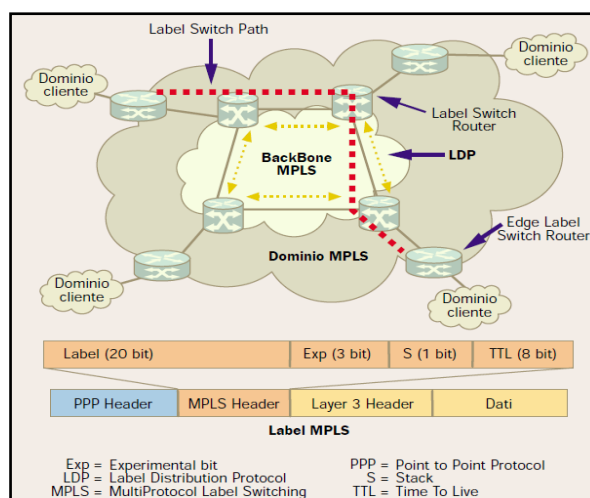 Label Switch Path
Dominio
cliente
Dominio
cliente
Label Switch
Router
BackBone
MPLS
LDP
Edge Label
Switch Router
Dominio MPLS
Dominio
cliente
Dominio
cliente
Label (20 bit) Exp (3 bit) S (1 bit) TTL (8 bit)
PPP Header MPLS Header Layer 3 Header Dati
Label MPLS
Exp = Experimental bit PPP = Point to Point Protocol
LDP = Label Distribution Protocol S = Stack
MPLS = MultiProtocol Label Switching TTL = Time To Live